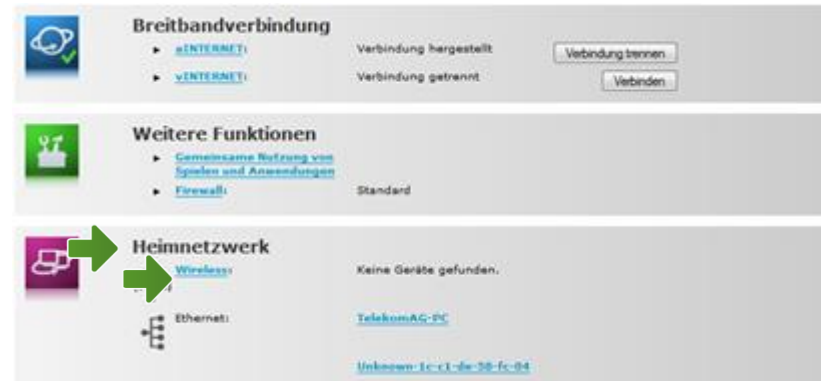 Breitbandverbindung
aINTERNET: Verbindung hergestellt Verbindung trennen
vINTERNET: Verbindung getrennt Verbinden
Weitere Funktionen
Gemeinsame Nutzung von
Spielen und Anwendungen
Firewall: Standard
Heimnetzwerk
Wireless: Keine Geräte gefunden.
Ethernet: TelekomAG-PC
Unknown-1c-c1-de-58-fc-04